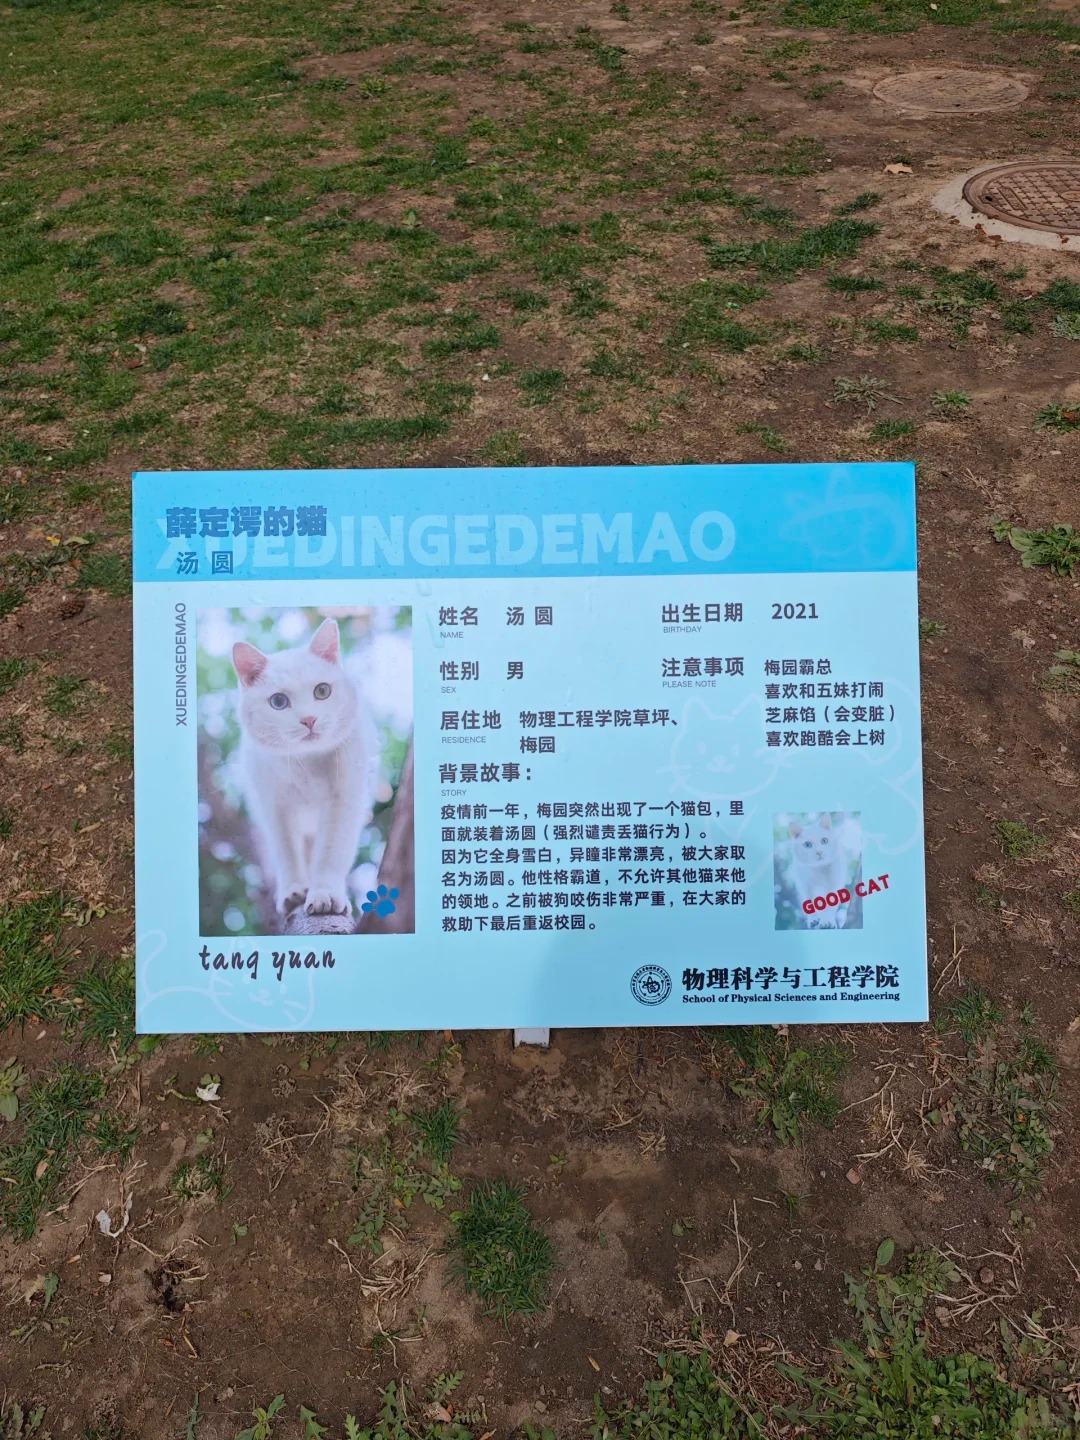 薛定谔的猫
XUEDINGEDEMAO
汤 圆
XUEDINGEDEMAO
姓名 汤 圆
NAME
出生日期 2021
BIRTHDAY
性别 男
SEX
注意事项 梅园霸总
PLEASE NOTE
喜欢和五妹打闹
芝麻馅（会变脏）
喜欢跑酷会上树
居住地 物理工程学院草坪、
RESIDENCE
梅园
背景故事：
STORY
疫情前一年，梅园突然出现了一个猫包，里
面就装着汤圆（强烈谴责丢猫行为）。
因为它全身雪白，异瞳非常漂亮，被大家取
名为汤圆。他性格霸道，不允许其他猫来他
的领地。之前被狗咬伤非常严重，在大家的
救助下最后重返校园。
GOOD CAT
tang yuan
物理科学与工程学院
School of Physical Sciences and Engineering